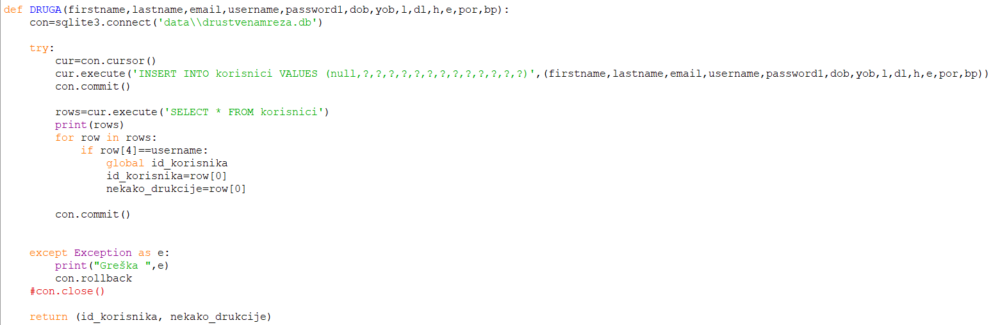 def DRUGA(firstname,lastname,email,username,password1,dob,yob,l,dl,h,e,por,bp):
    con=sqlite3.connect('data\\drustvenamreza.db')
    try:
        cur=con.cursor()
        cur.execute('INSERT INTO korisnici VALUES (null,?,?,?,?,?,?,?,?,?,?,?,?,?)',(firstname,lastname,email,username,password1,dob,yob,l,dl,h,e,por,bp))
        con.commit()
        rows=cur.execute('SELECT * FROM korisnici')
        print(rows)
        for row in rows:
            if row[4]==username:
                global id_korisnika
                id_korisnika=row[0]
                nekako_drukcije=row[0]
        con.commit()
    except Exception as e:
        print("Greška ",e)
        con.rollback
    #con.close()
    return (id_korisnika, nekako_drukcije)